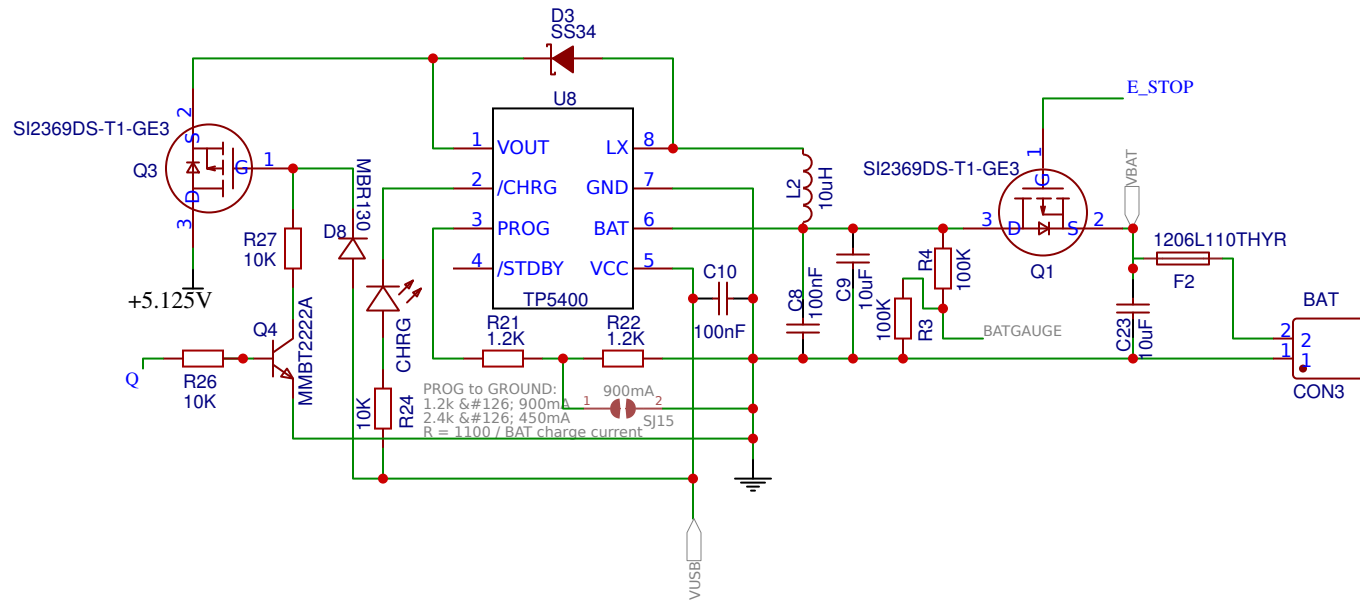 D3
SS34
U8
TP5400
1 VOUT
2 /CHRG
3 PROG
4 /STDBY
LX 8
GND 7
BAT 6
VCC 5
SI2369DS-T1-GE3
Q3
2
S
G 1
D
3
+5.125V
R27
10K
MBR130
D8
Q4
MMBT2222A
Q
R26
10K
CHRG
10K
R24
R21
1.2K
R22
1.2K
C10
100nF
PROG to GROUND:
1.2k &#126; 900mA
2.4k &#126; 450mA
R = 1100 / BAT charge current
900mA
1 2
SJ15
VUSB
L2
10uH
C8
100nF
C9
10uF
R4
100K
100K
R3
BATGAUGE
SI2369DS-T1-GE3
E_STOP
1
G
3 D S 2
Q1
VBAT
1206L110THYR
F2
C23
10uF
BAT
2 2
1 1
CON3